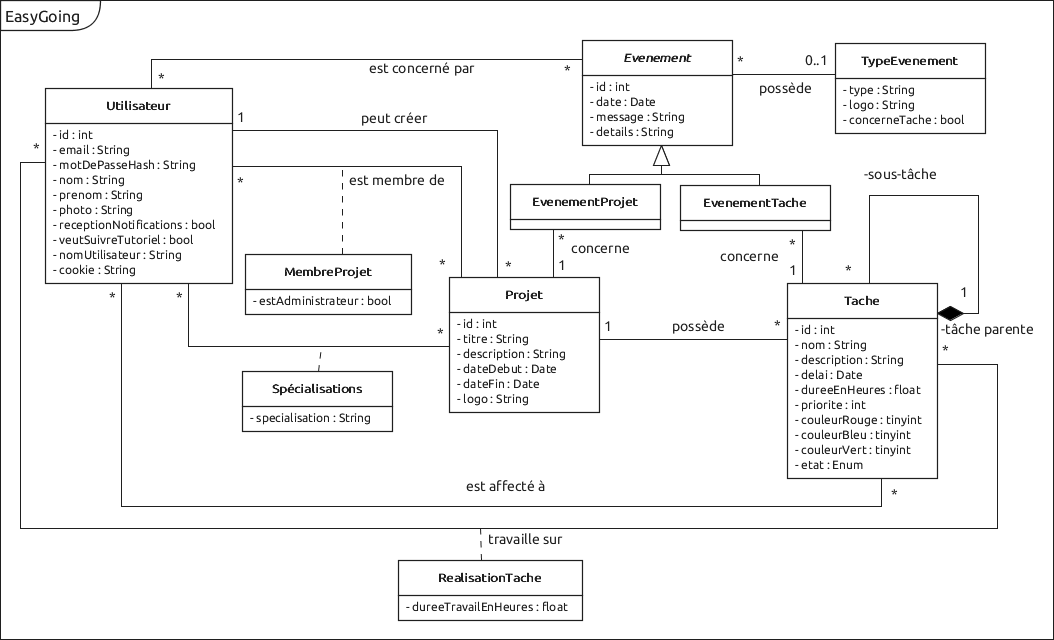 EasyGoing
Utilisateur
- id : int
- email : String
- motDePasseHash : String
- nom : String
- prenom : String
- photo : String
- receptionNotifications : bool
- veutSuivreTutoriel : bool
- nomUtilisateur : String
- cookie : String
*
est concerné par
*
Evenement
- id : int
- date : Date
- message : String
- details : String
*
possède
0..1
TypeEvenement
- type : String
- logo : String
- concerneTache : bool
1
peut créer
*
*
est membre de
*
MembreProjet
- estAdministrateur : bool
EvenementProjet
*
concerne
1
EvenementTache
*
concerne
1
-sous-tâche
*
1
-tâche parente
Projet
- id : int
- titre : String
- description : String
- dateDebut : Date
- dateFin : Date
- logo : String
1
possède
*
Tache
- id : int
- nom : String
- description : String
- delai : Date
- dureeEnHeures : float
- priorite : int
- couleurRouge : tinyint
- couleurBleu : tinyint
- couleurVert : tinyint
- etat : Enum
*
*
Spécialisations
- specialisation : String
*
est affecté à
*
*
travaille sur
*
RealisationTache
- dureeTravailEnHeures : float